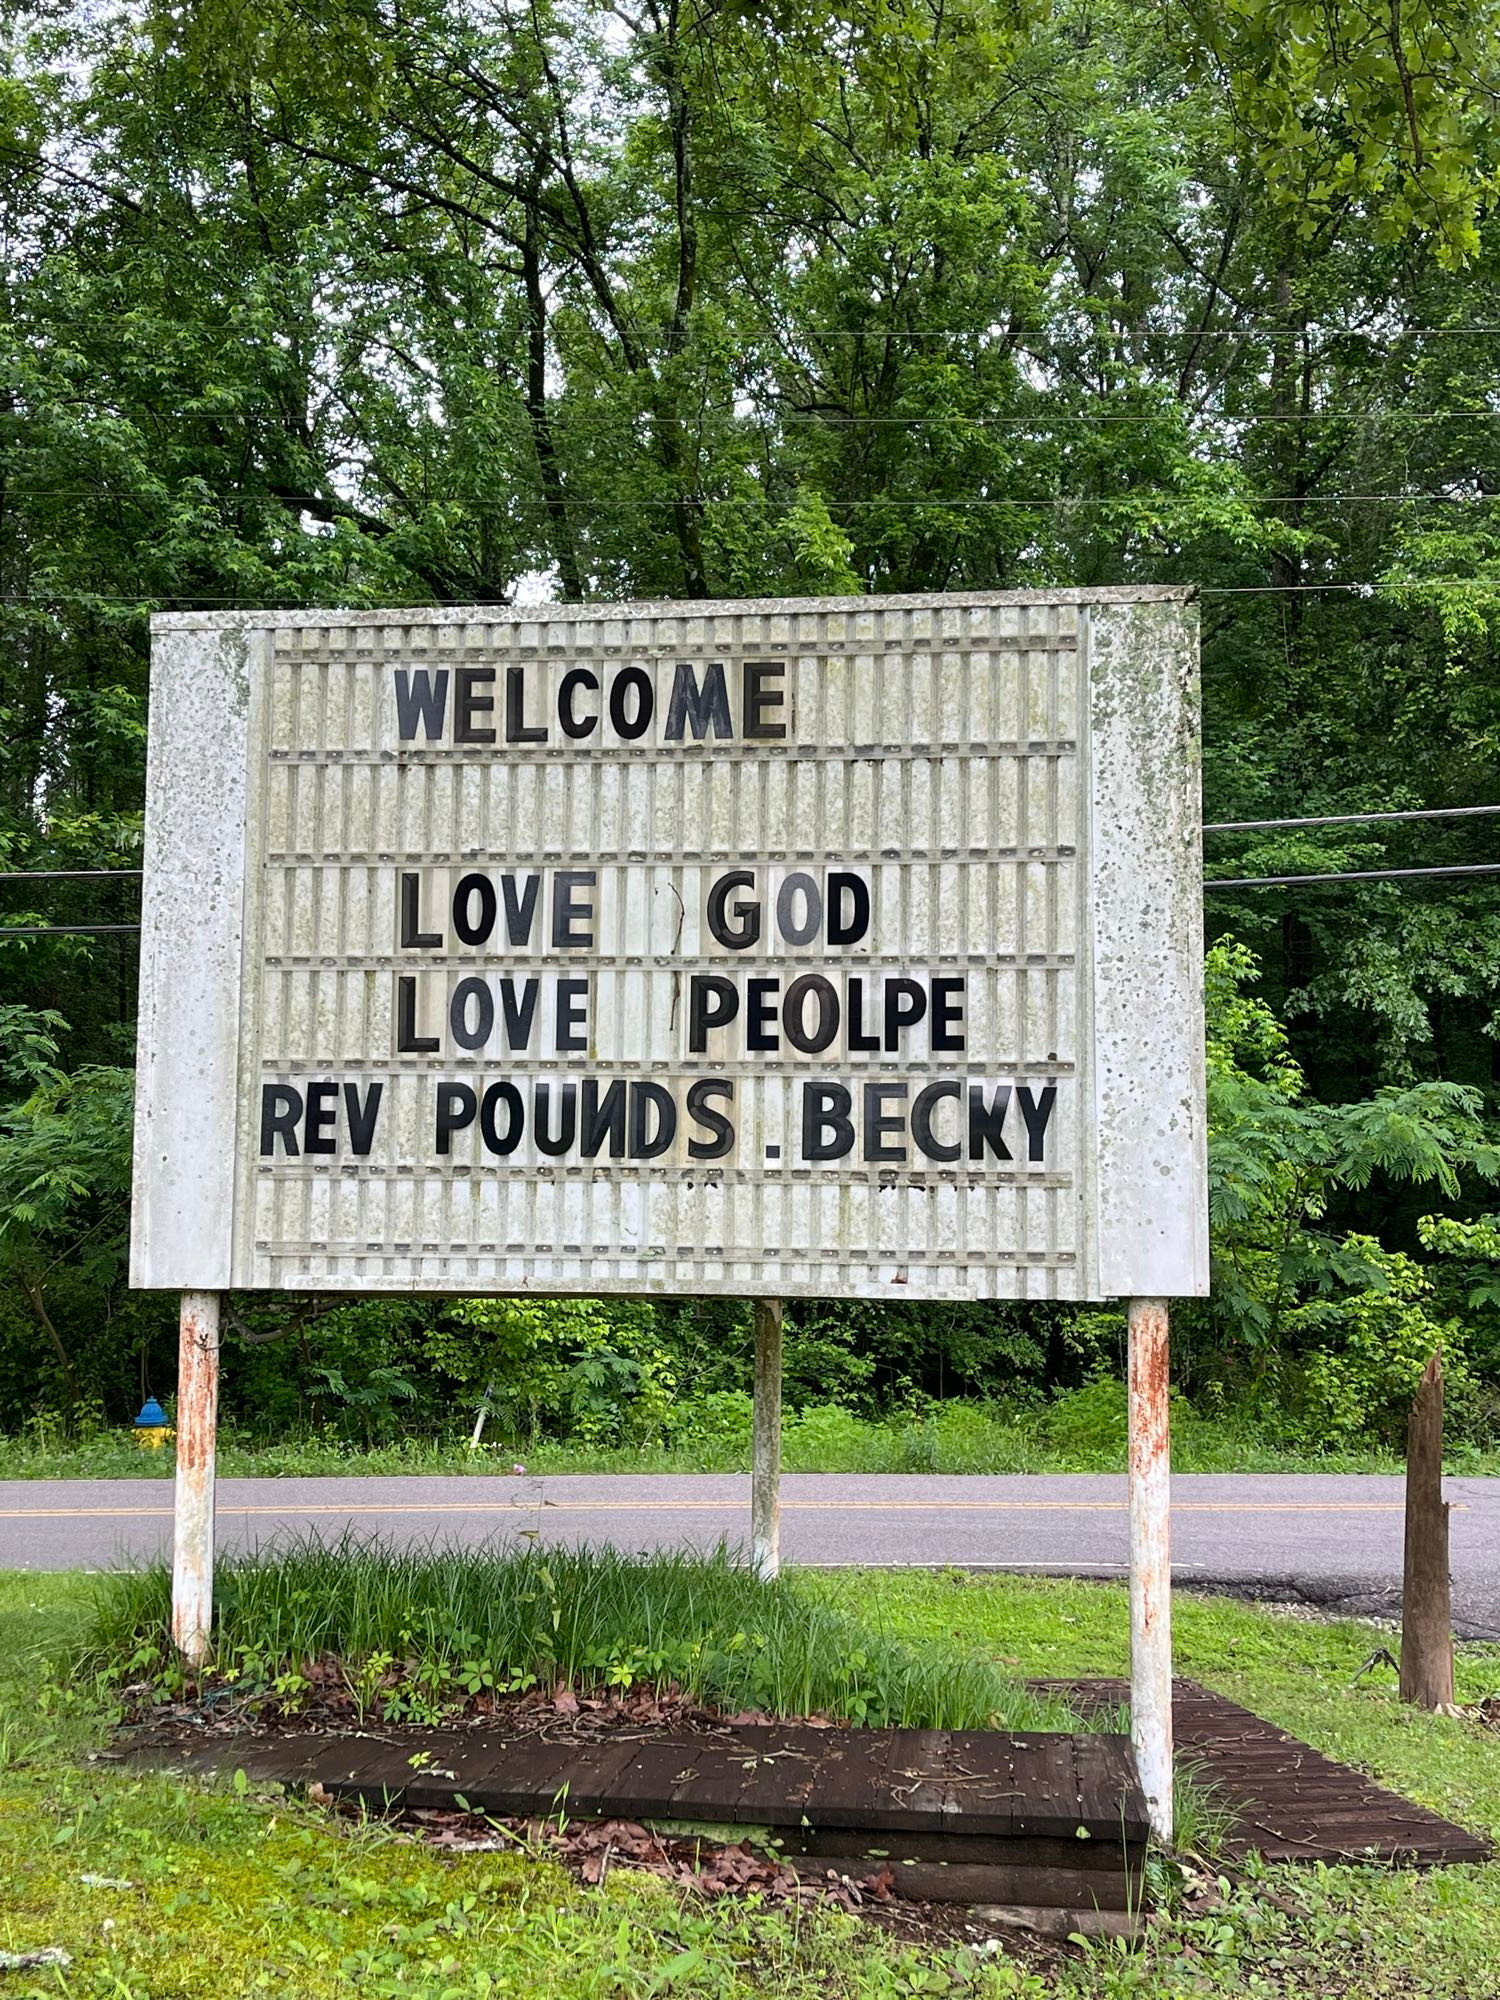 WELCOME
LOVE GOD
LOVE PEOLPE
REV POUNDS . BECKY